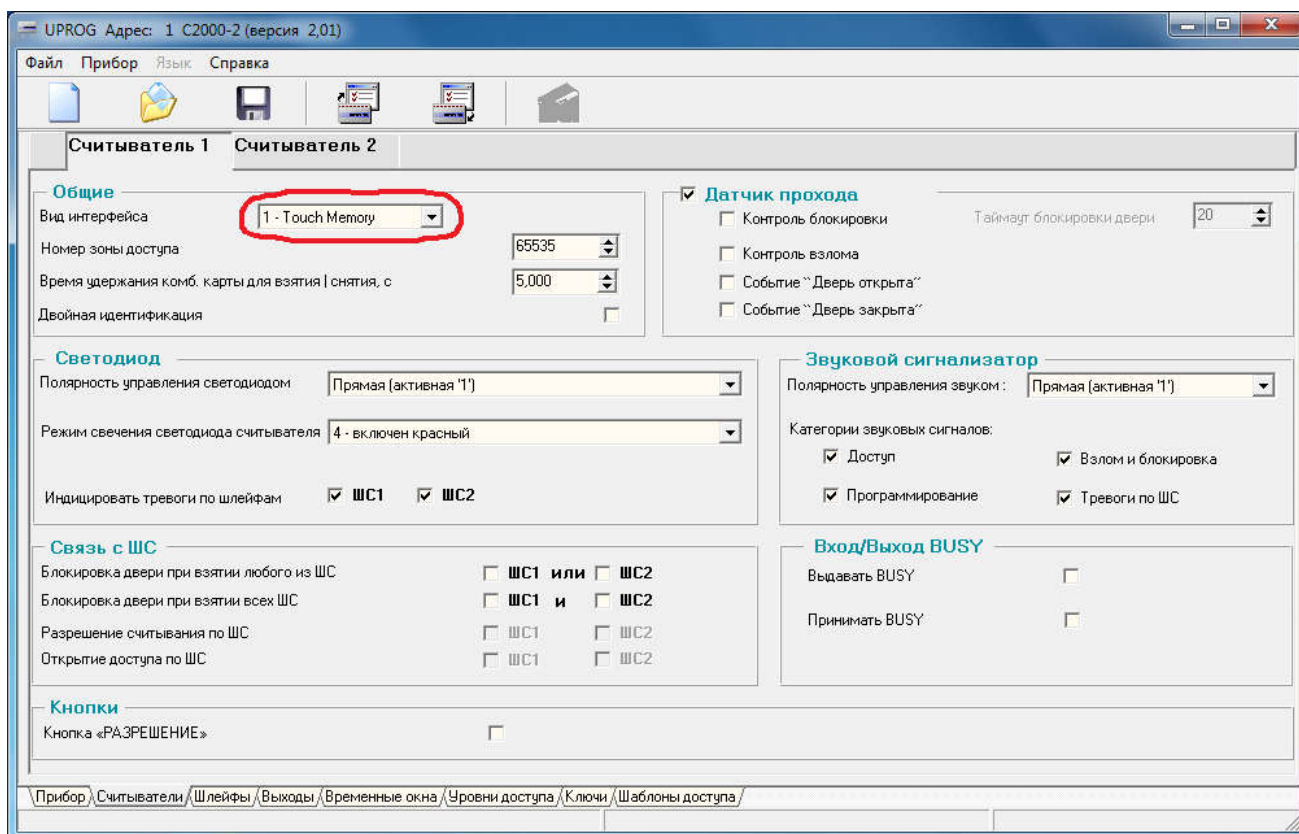 UPROG Адрес: 1 С2000-2 (версия 2,01)
Файл Прибор Язык Справка
Считыватель 1 Считыватель 2
Общие
Вид интерфейса 1 - Touch Memory
Номер зоны доступа 65535
Время удержания комб. карты для взятия | снятия, с 5,000
Двойная идентификация
Датчик прохода
Контроль блокировки Таймаут блокировки двери 20
Контроль взлома
Событие ``Дверь открыта``
Событие ``Дверь закрыта``
Светодиод
Полярность управления светодиодом Прямая (активная '1')
Режим свечения светодиода считывателя 4 - включен красный
Индицировать тревоги по шлейфам ШС1 ШС2
Звуковой сигнализатор
Полярность управления звуком : Прямая (активная '1')
Категории звуковых сигналов:
Доступ Взлом и блокировка
Программирование Тревоги по ШС
Связь с ШС
Блокировка двери при взятии любого из ШС ШС1 или ШС2
Блокировка двери при взятии всех ШС ШС1 и ШС2
Разрешение считывания по ШС ШС1 ШС2
Открытие доступа по ШС ШС1 ШС2
Вход/Выход BUSY
Выдавать BUSY
Принимать BUSY
Кнопки
Кнопка «РАЗРЕШЕНИЕ»
Прибор Считыватели Шлейфы Выходы Временные окна Уровни доступа Ключи Шаблоны доступа